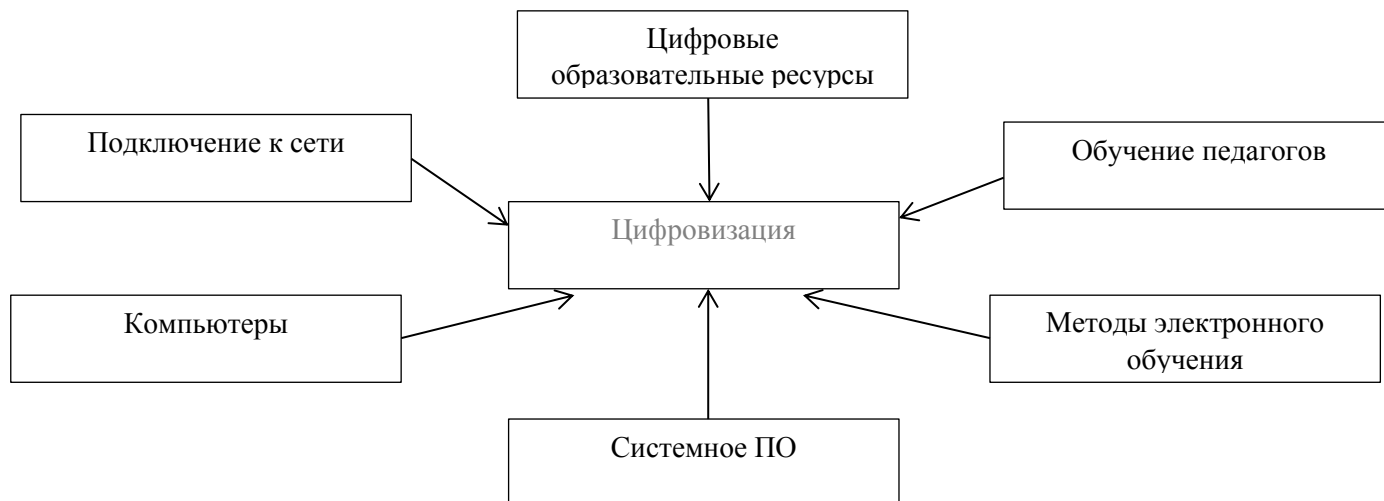 Цифровые
образовательные ресурсы
Подключение к сети
Обучение педагогов
Цифровизация
Компьютеры
Методы электронного
обучения
Системное ПО